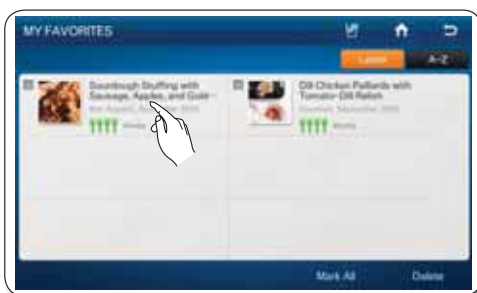 MY FAVORITES
Latest
A-Z
Sourdough Stuffing with
Sausage, Apples, and Gold-
Dill Chicken Paillards with
Tomato-Dill Relish
Mark All
Delete